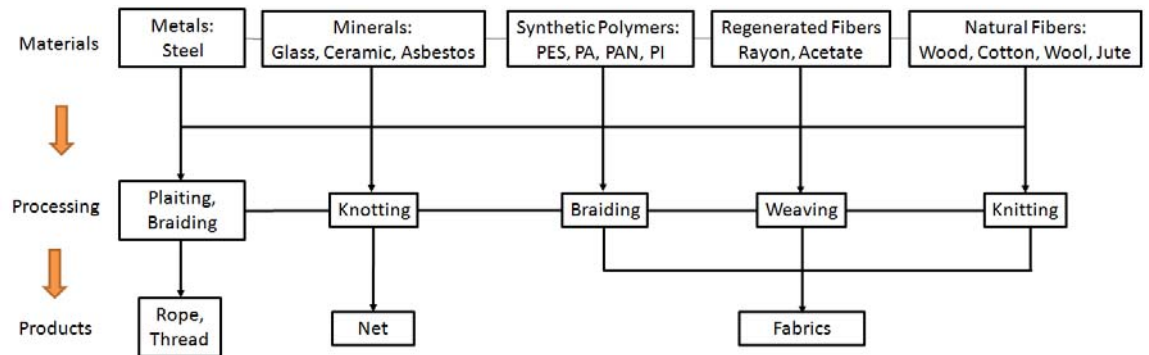 Materials
Metals:
Steel
Minerals:
Glass, Ceramic, Asbestos
Synthetic Polymers:
PES, PA, PAN, PI
Regenerated Fibers
Rayon, Acetate
Natural Fibers:
Wood, Cotton, Wool, Jute
Processing
Plaiting,
Braiding
Knotting
Braiding
Weaving
Knitting
Products
Rope,
Thread
Net
Fabrics